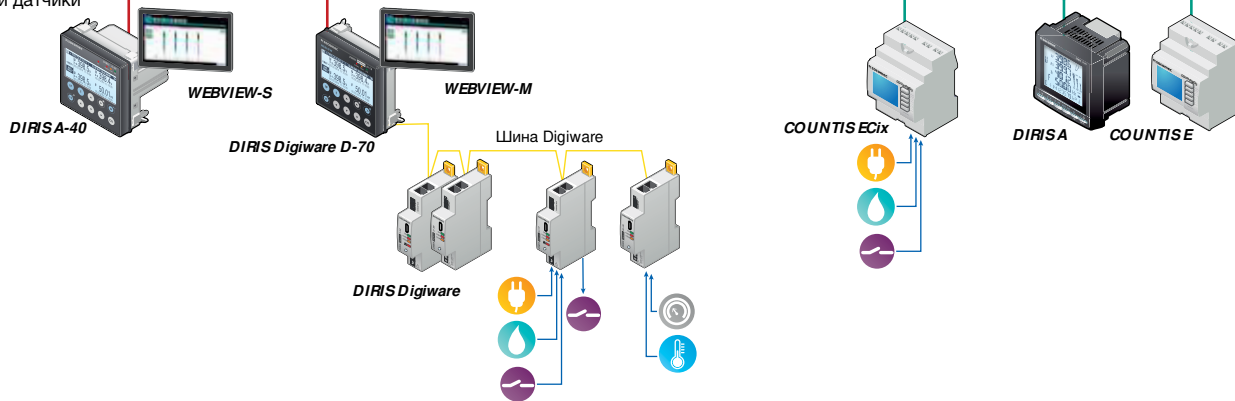 и датчики
WEBVIEW-S
WEBVIEW-M
DIRIS A-40
DIRIS Digiware D-70
COUNTIS ECix
DIRIS A
COUNTIS E
Шина Digiware
DIRIS Digiware